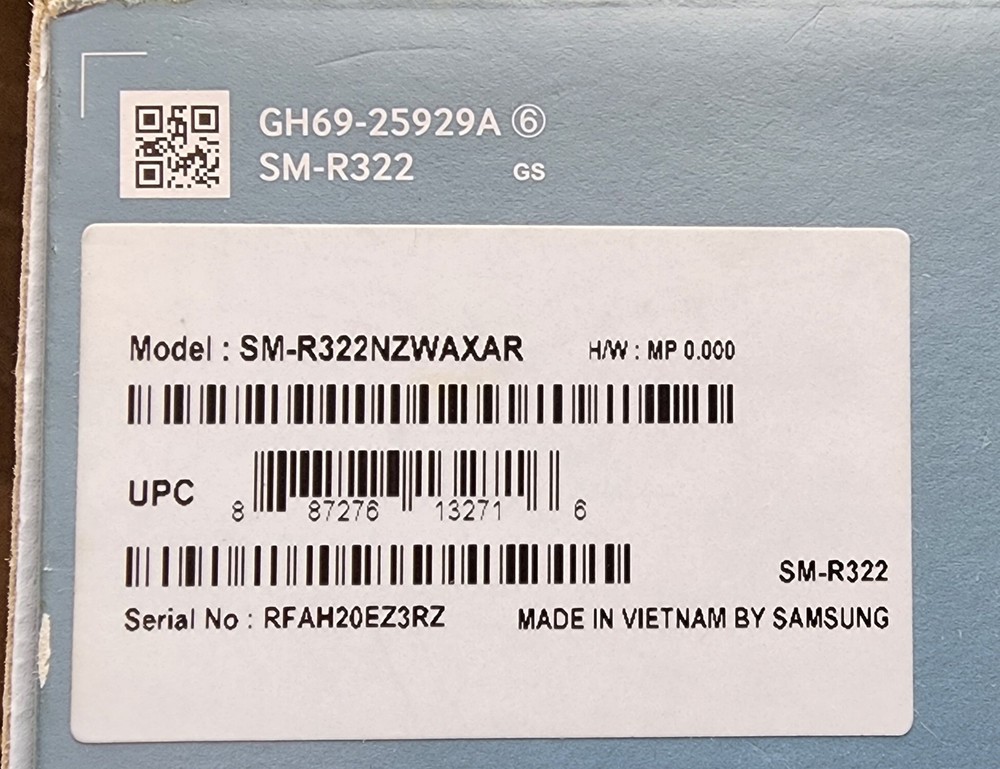 GH69-25929A ⑥
SM-R322 GS
Model : SM-R322NZWAXAR H/W : MP 0.000
UPC 8 87276 13271 6
SM-R322
Serial No : RFAH20EZ3RZ MADE IN VIETNAM BY SAMSUNG